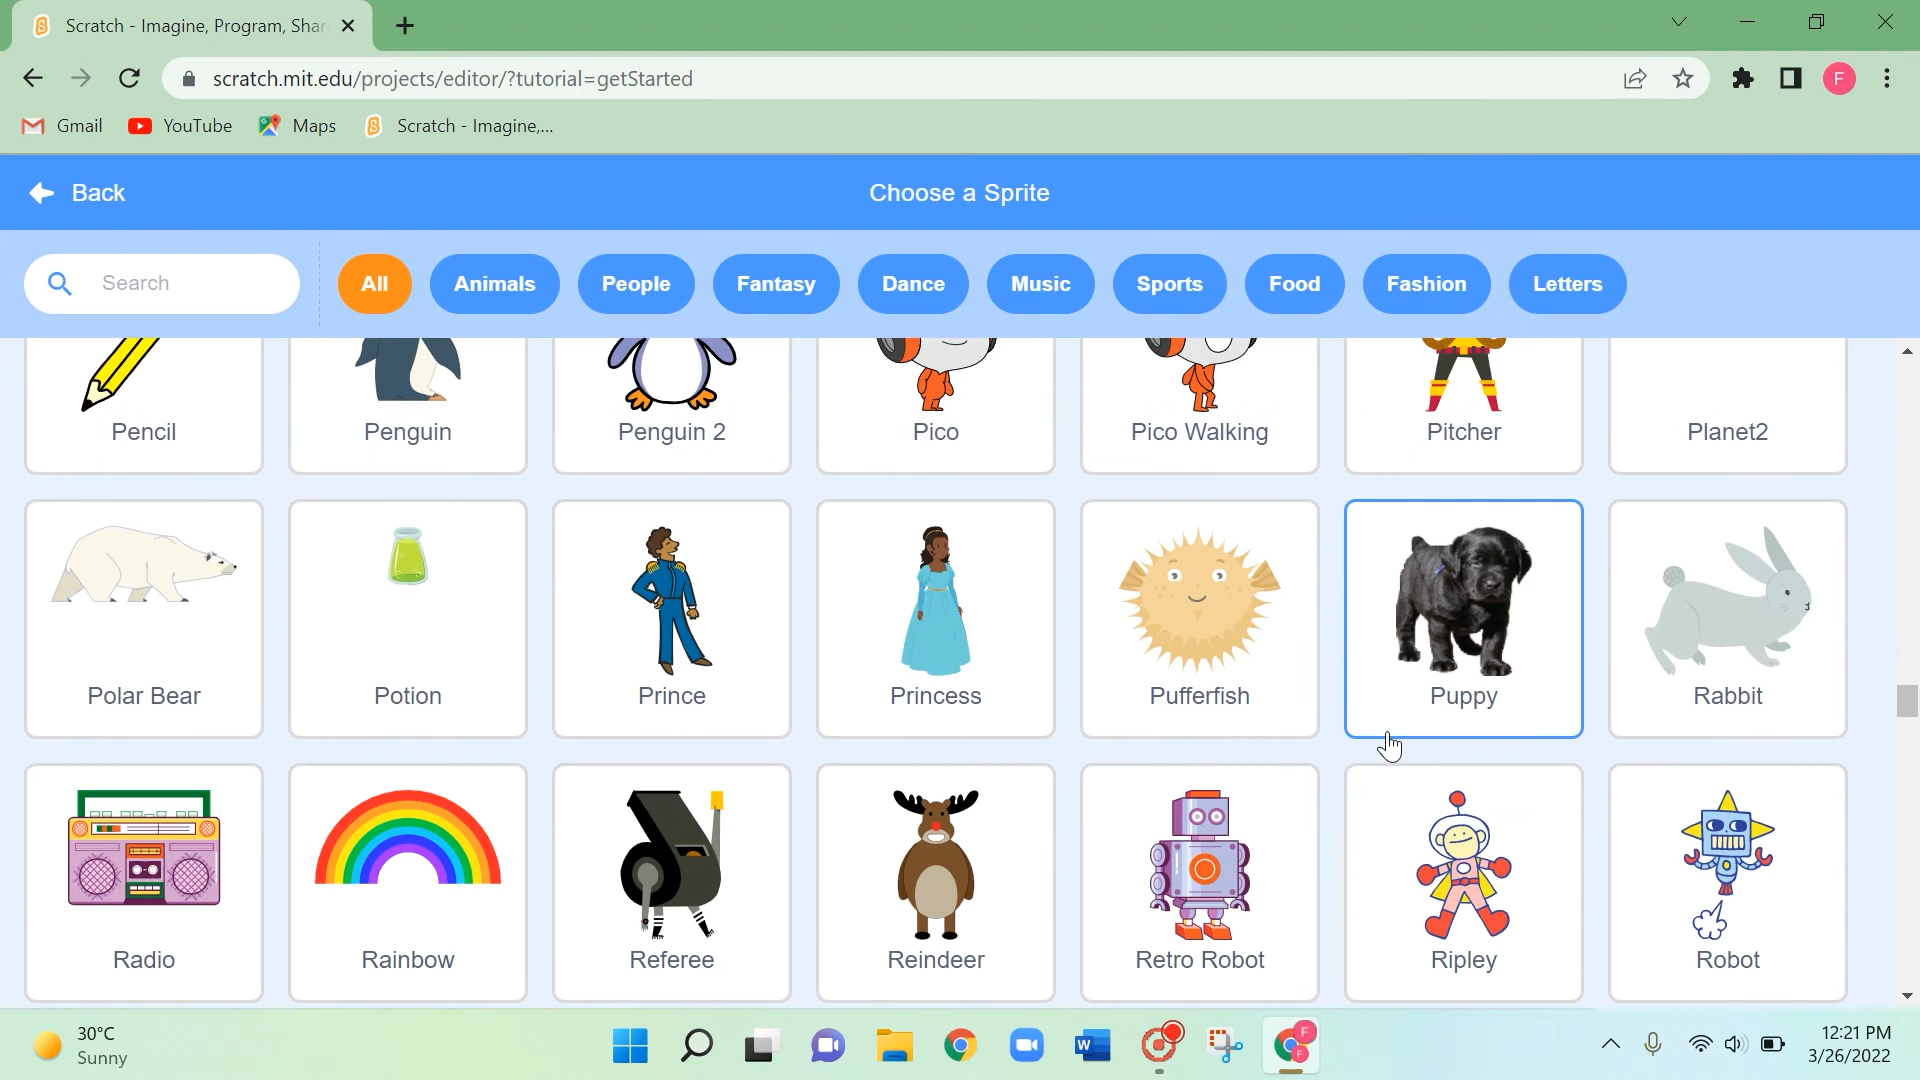 Scratch - Imagine, Program, Shar
scratch.mit.edu/projects/editor/?tutorial=getStarted
F
Gmail
YouTube
Maps
Scratch - Imagine,...
Back
Choose a Sprite
Search
All
Animals
People
Fantasy
Dance
Music
Sports
Food
Fashion
Letters
Pencil
Penguin
Penguin 2
Pico
Pico Walking
Pitcher
Planet2
Polar Bear
Potion
Prince
Princess
Pufferfish
Puppy
Rabbit
Radio
Rainbow
Referee
Reindeer
Retro Robot
Ripley
Robot
30°C
Sunny
W
F
F
12:21 PM
3/26/2022